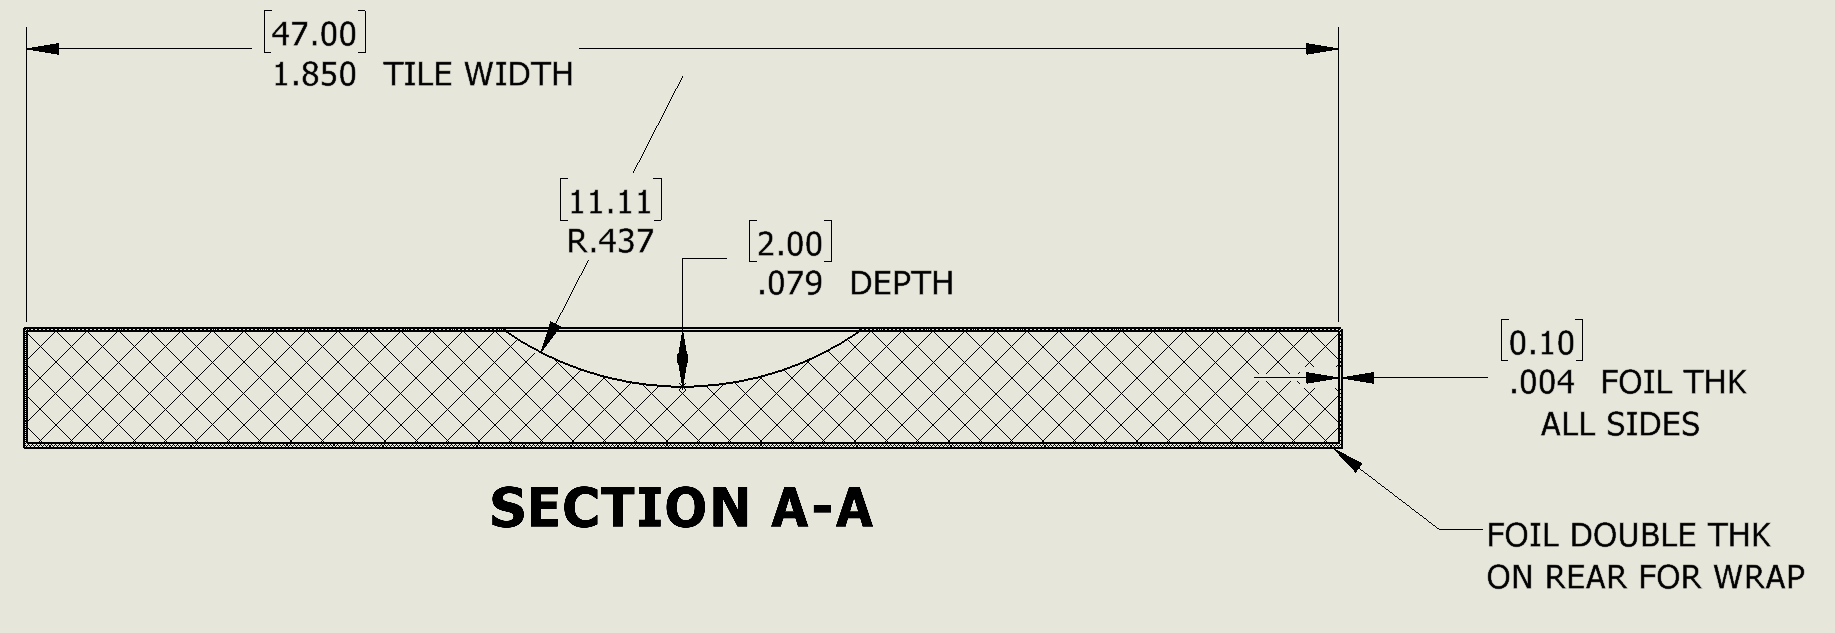 [47.00]
1.850 TILE WIDTH
[11.11]
R.437
[2.00]
.079 DEPTH
[0.10]
.004 FOIL THK
ALL SIDES
SECTION A-A
FOIL DOUBLE THK
ON REAR FOR WRAP